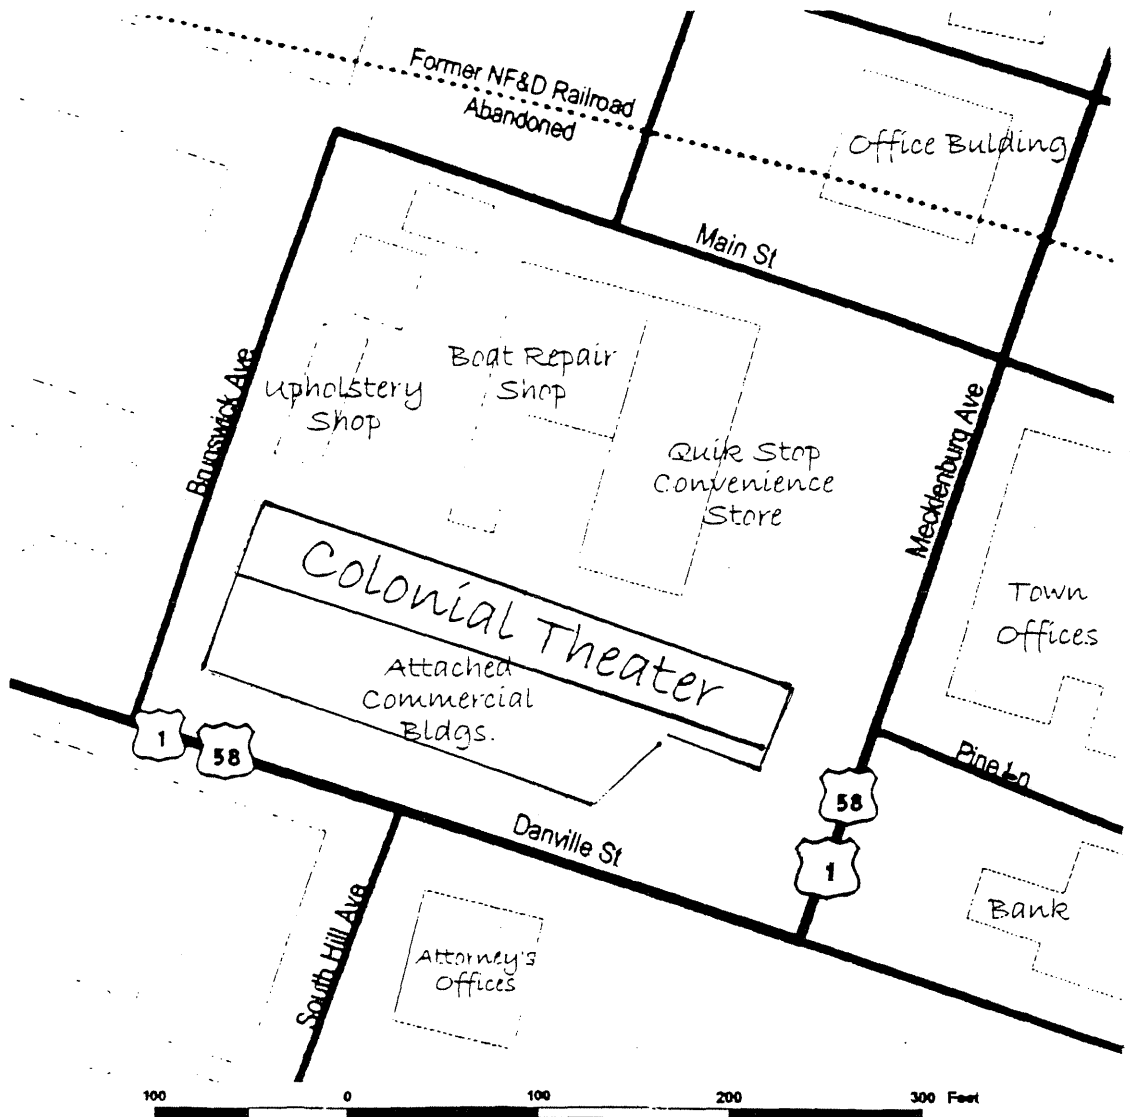 Former NF&D Railroad
Abandoned
Office Bulding
Main St
Boat Repair
Shop
Upholstery
Shop
Brunswick Ave
Quik Stop
Convenience
Store
Mecklenburg Ave
Colonial Theater
Attached
Commercial
Bldgs.
Town
Offices
1
58
Pine Ln
58
1
Danville St
South Hill Ave
Attorney's
Offices
Bank
100 0 100 200 300 Feet